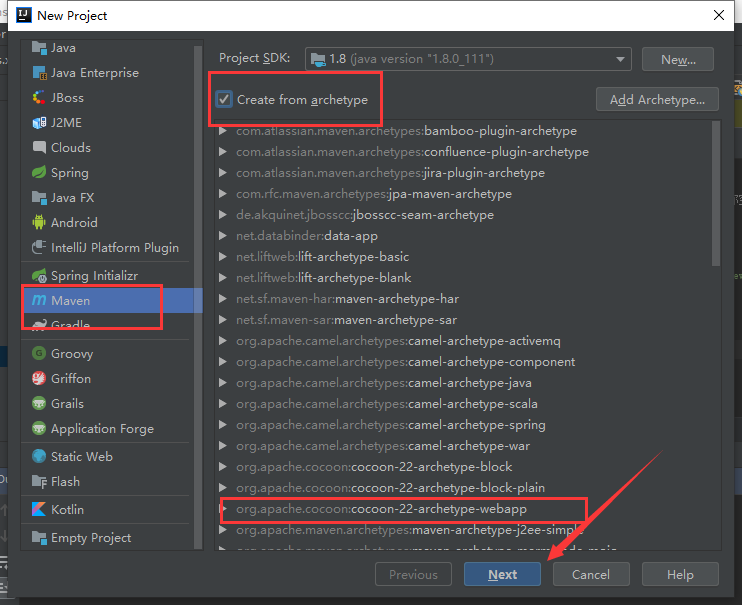 New Project
Java
Java Enterprise
JBoss
J2ME
Clouds
Spring
Java FX
Android
IntelliJ Platform Plugin
Spring Initializr
Maven
Gradle
Groovy
Griffon
Grails
Application Forge
Static Web
Flash
Kotlin
Empty Project
Project SDK: 1.8 (java version "1.8.0_111") New...
Create from archetype Add Archetype...
com.atlassian.maven.archetypes:bamboo-plugin-archetype
com.atlassian.maven.archetypes:confluence-plugin-archetype
com.atlassian.maven.archetypes:jira-plugin-archetype
com.rfc.maven.archetypes:jpa-maven-archetype
de.akquinet.jbosscc:jbosscc-seam-archetype
net.databinder:data-app
net.liftweb:lift-archetype-basic
net.liftweb:lift-archetype-blank
net.sf.maven-har:maven-archetype-har
net.sf.maven-sar:maven-archetype-sar
org.apache.camel.archetypes:camel-archetype-activemq
org.apache.camel.archetypes:camel-archetype-component
org.apache.camel.archetypes:camel-archetype-java
org.apache.camel.archetypes:camel-archetype-scala
org.apache.camel.archetypes:camel-archetype-spring
org.apache.camel.archetypes:camel-archetype-war
org.apache.cocoon:cocoon-22-archetype-block
org.apache.cocoon:cocoon-22-archetype-block-plain
org.apache.cocoon:cocoon-22-archetype-webapp
org.apache.maven.archetypes:maven-archetype-j2ee-simple
Previous Next Cancel Help